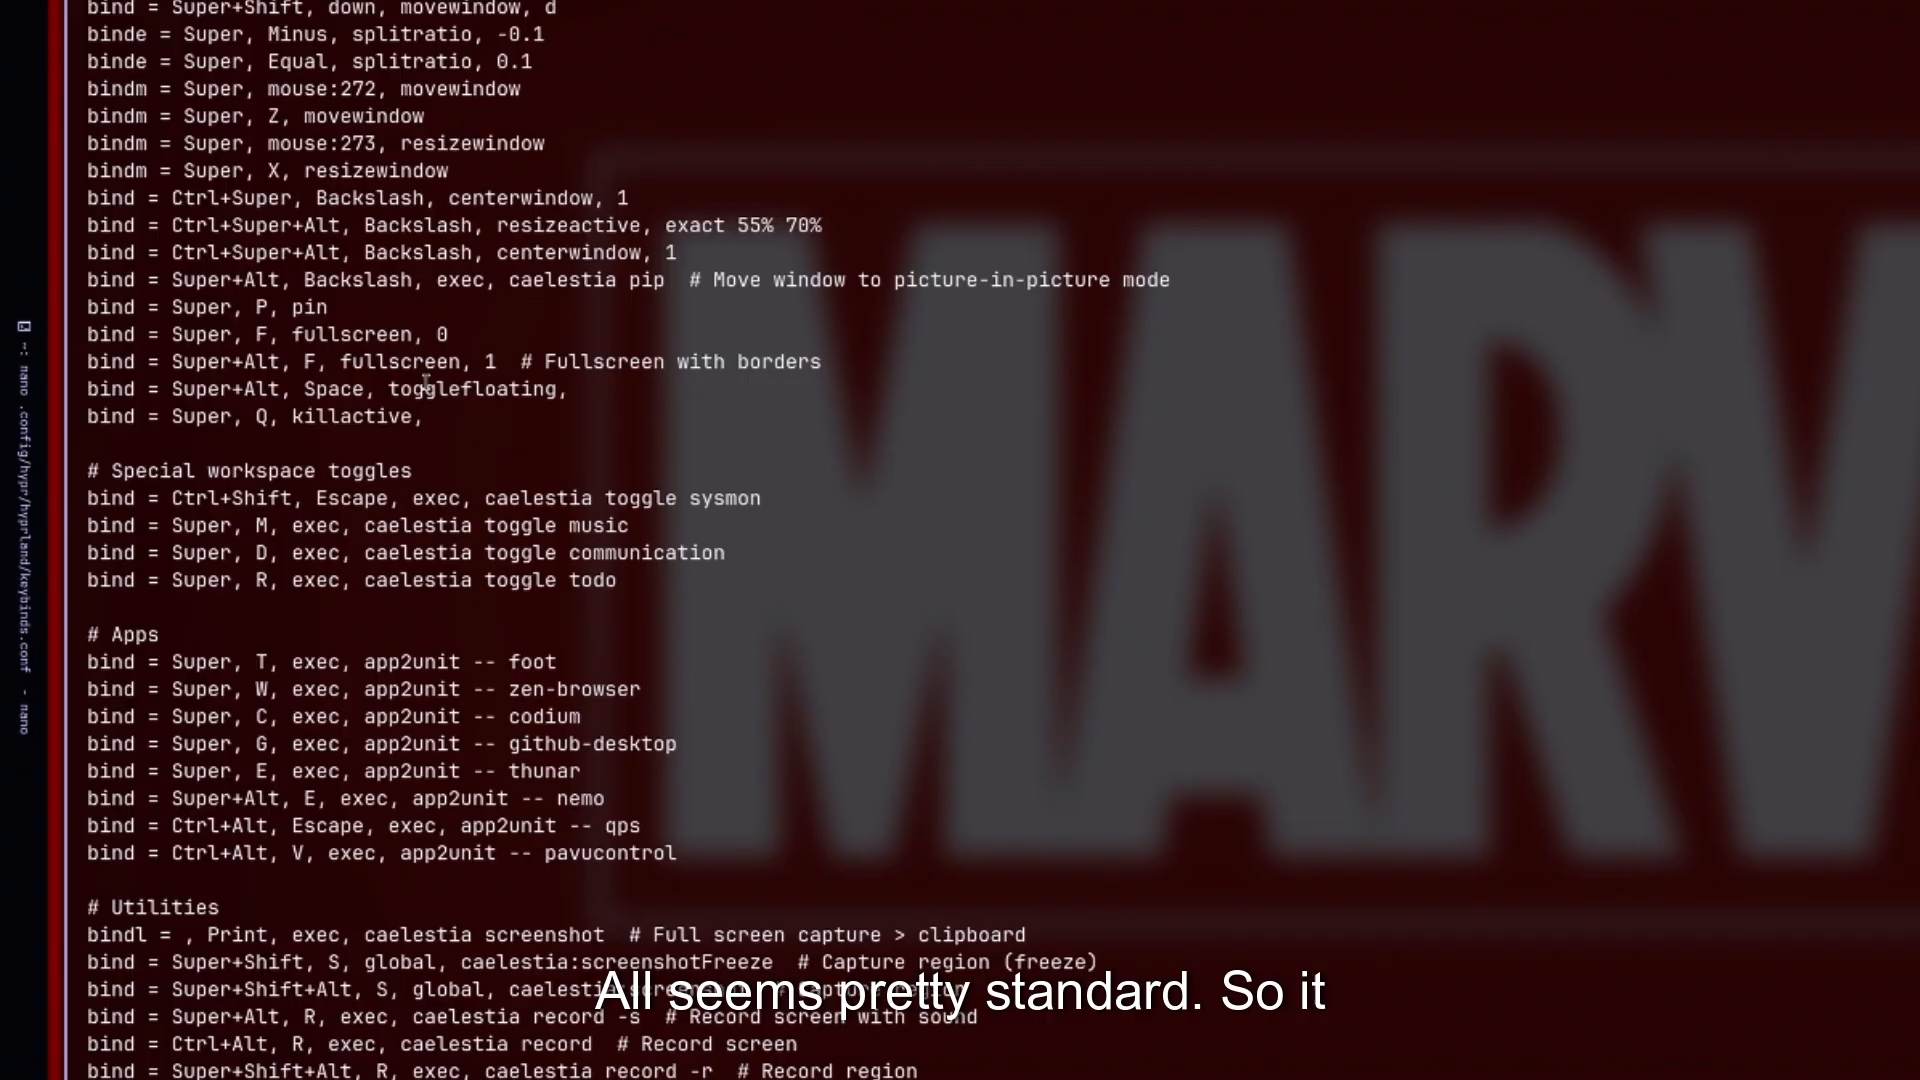 bind = Super+Shift, down, movewindow, d
binde = Super, Minus, splitratio, -0.1
binde = Super, Equal, splitratio, 0.1
bindm = Super, mouse:272, movewindow
bindm = Super, Z, movewindow
bindm = Super, mouse:273, resizewindow
bindm = Super, X, resizewindow
bind = Ctrl+Super, Backslash, centerwindow, 1
bind = Ctrl+Super+Alt, Backslash, resizeactive, exact 55% 70%
bind = Ctrl+Super+Alt, Backslash, centerwindow, 1
bind = Super+Alt, Backslash, exec, caelestia pip  # Move window to picture-in-picture mode
bind = Super, P, pin
bind = Super, F, fullscreen, 0
bind = Super+Alt, F, fullscreen, 1  # Fullscreen with borders
bind = Super+Alt, Space, togglefloating,
bind = Super, Q, killactive,
# Special workspace toggles
bind = Ctrl+Shift, Escape, exec, caelestia toggle sysmon
bind = Super, M, exec, caelestia toggle music
bind = Super, D, exec, caelestia toggle communication
bind = Super, R, exec, caelestia toggle todo
# Apps
bind = Super, T, exec, app2unit -- foot
bind = Super, W, exec, app2unit -- zen-browser
bind = Super, C, exec, app2unit -- codium
bind = Super, G, exec, app2unit -- github-desktop
bind = Super, E, exec, app2unit -- thunar
bind = Super+Alt, E, exec, app2unit -- nemo
bind = Ctrl+Alt, Escape, exec, app2unit -- qps
bind = Ctrl+Alt, V, exec, app2unit -- pavucontrol
# Utilities
bindl = , Print, exec, caelestia screenshot  # Full screen capture > clipboard
bind = Super+Shift, S, global, caelestia:screenshotFreeze  # Capture region (freeze)
bind = Super+Shift+Alt, S, global,
bind = Super+Alt, R, exec, caelestia record -s  # Record screen with sound
bind = Ctrl+Alt, R, exec, caelestia record  # Record screen
bind = Super+Shift+Alt, R, exec, caelestia record -r  # Record region
~: nano .config/hypr/hyprland/keybinds.conf - nano
MARV
All seems pretty standard. So it